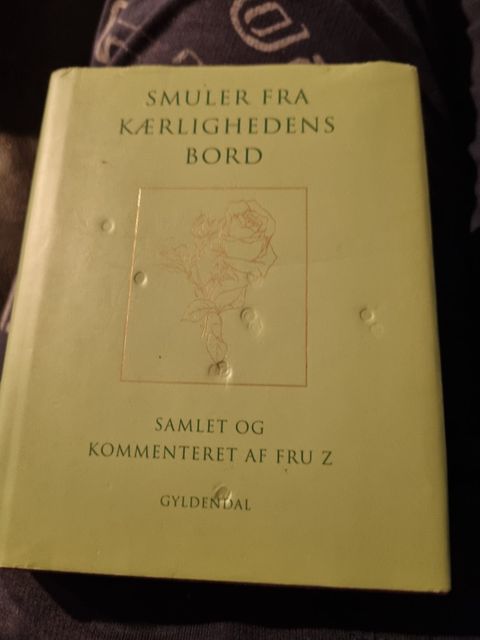 SMULER FRA
KÆRLIGHEDENS
BORD
SAMLET OG
KOMMENTERET AF FRU Z
GYLDENDAL